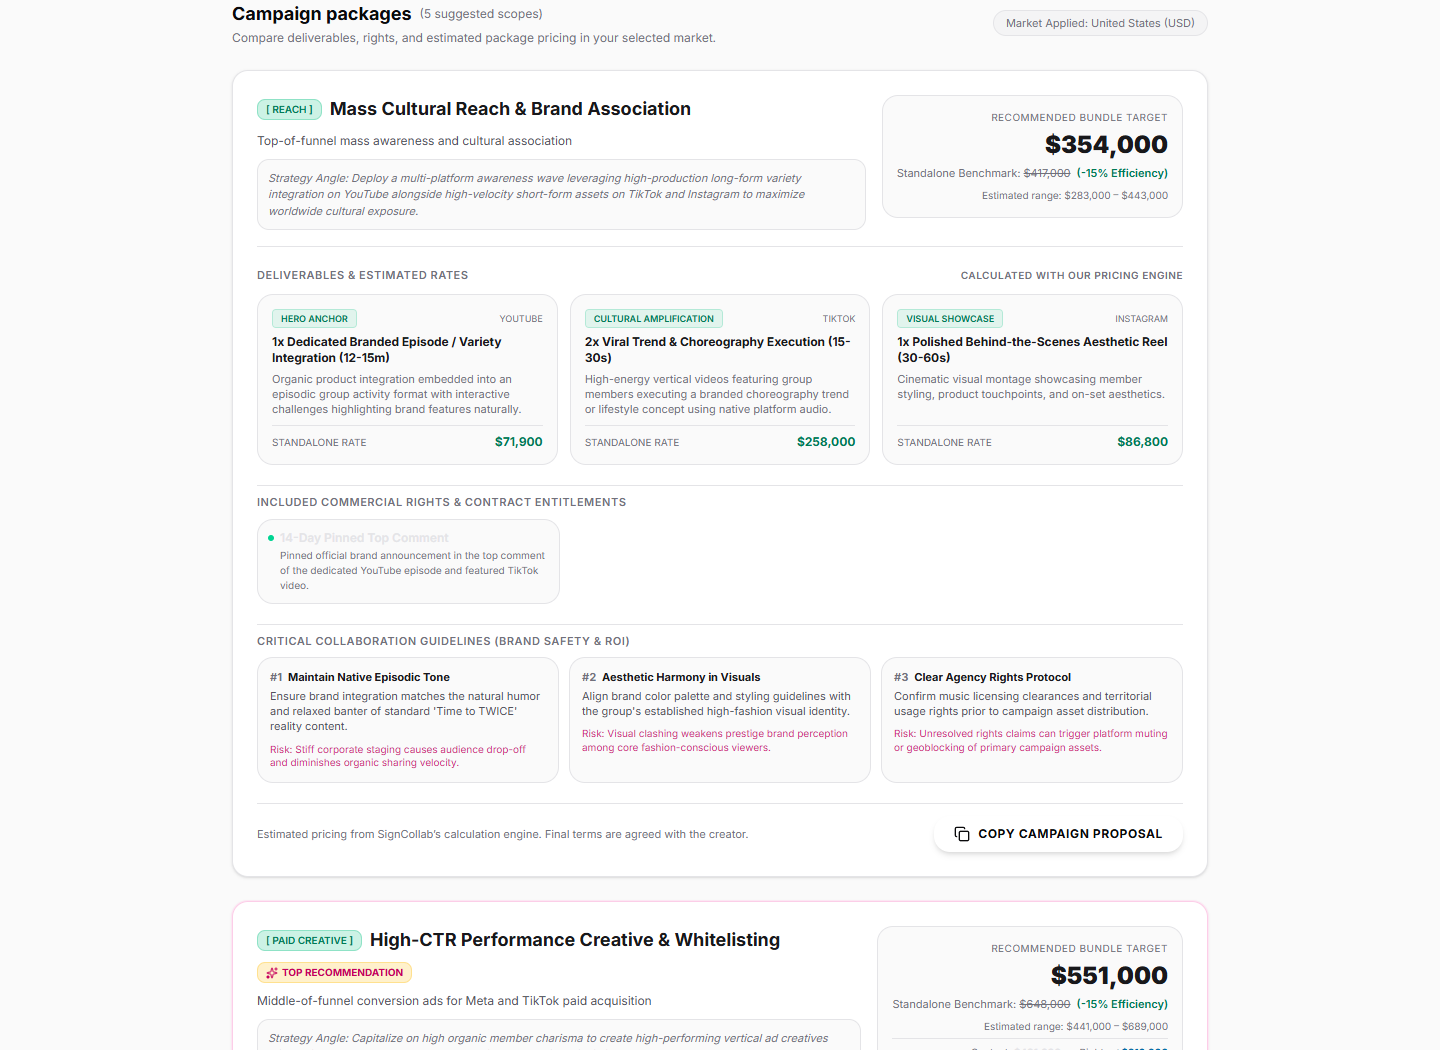 Campaign packages (5 suggested scopes)
Compare deliverables, rights, and estimated package pricing in your selected market.
Market Applied: United States (USD)
[ REACH ] Mass Cultural Reach & Brand Association
Top-of-funnel mass awareness and cultural association
Strategy Angle: Deploy a multi-platform awareness wave leveraging high-production long-form variety
integration on YouTube alongside high-velocity short-form assets on TikTok and Instagram to maximize
worldwide cultural exposure.
RECOMMENDED BUNDLE TARGET
$354,000
Standalone Benchmark: $417,000 (-15% Efficiency)
Estimated range: $283,000 – $443,000
DELIVERABLES & ESTIMATED RATES
CALCULATED WITH OUR PRICING ENGINE
HERO ANCHOR YOUTUBE
1x Dedicated Branded Episode / Variety
Integration (12-15m)
Organic product integration embedded into an
episodic group activity format with interactive
challenges highlighting brand features naturally.
STANDALONE RATE $71,900
CULTURAL AMPLIFICATION TIKTOK
2x Viral Trend & Choreography Execution (15-
30s)
High-energy vertical videos featuring group
members executing a branded choreography trend
or lifestyle concept using native platform audio.
STANDALONE RATE $258,000
VISUAL SHOWCASE INSTAGRAM
1x Polished Behind-the-Scenes Aesthetic Reel
(30-60s)
Cinematic visual montage showcasing member
styling, product touchpoints, and on-set aesthetics.
STANDALONE RATE $86,800
INCLUDED COMMERCIAL RIGHTS & CONTRACT ENTITLEMENTS
14-Day Pinned Top Comment
Pinned official brand announcement in the top comment
of the dedicated YouTube episode and featured TikTok
video.
CRITICAL COLLABORATION GUIDELINES (BRAND SAFETY & ROI)
#1 Maintain Native Episodic Tone
Ensure brand integration matches the natural humor
and relaxed banter of standard 'Time to TWICE'
reality content.
Risk: Stiff corporate staging causes audience drop-off
and diminishes organic sharing velocity.
#2 Aesthetic Harmony in Visuals
Align brand color palette and styling guidelines with
the group's established high-fashion visual identity.
Risk: Visual clashing weakens prestige brand perception
among core fashion-conscious viewers.
#3 Clear Agency Rights Protocol
Confirm music licensing clearances and territorial
usage rights prior to campaign asset distribution.
Risk: Unresolved rights claims can trigger platform muting
or geoblocking of primary campaign assets.
Estimated pricing from SignCollab's calculation engine. Final terms are agreed with the creator.
COPY CAMPAIGN PROPOSAL
[ PAID CREATIVE ] High-CTR Performance Creative & Whitelisting
TOP RECOMMENDATION
Middle-of-funnel conversion ads for Meta and TikTok paid acquisition
Strategy Angle: Capitalize on high organic member charisma to create high-performing vertical ad creatives
RECOMMENDED BUNDLE TARGET
$551,000
Standalone Benchmark: $648,000 (-15% Efficiency)
Estimated range: $441,000 – $689,000